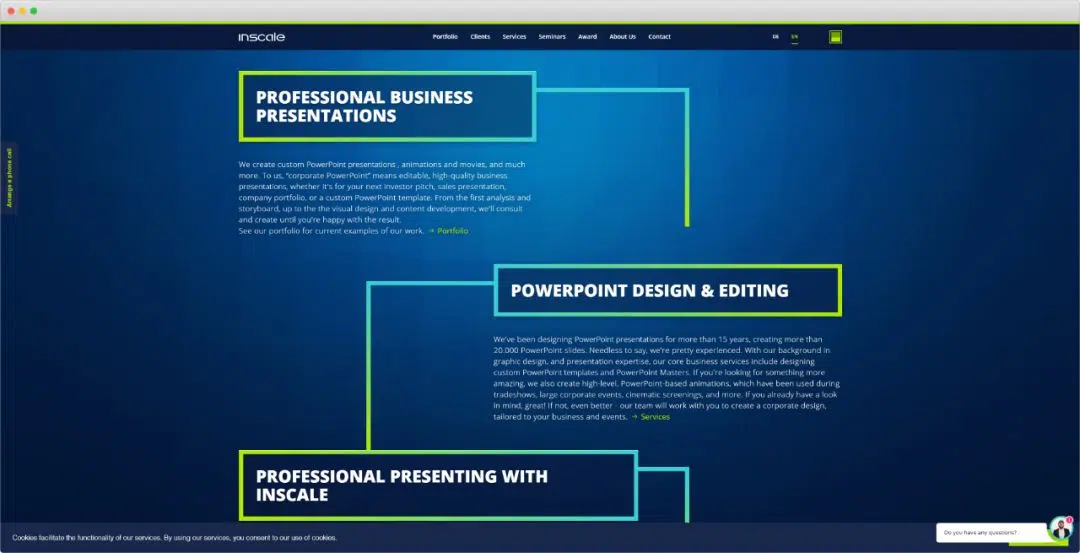 inscale
Portfolio Clients Services Seminars Award About Us Contact
DE EN
Arrange a phone call
PROFESSIONAL BUSINESS
PRESENTATIONS
We create custom PowerPoint presentations , animations and movies, and much
more. To us, “corporate PowerPoint” means editable, high-quality business
presentations, whether it's for your next investor pitch, sales presentation,
company portfolio, or a custom PowerPoint template. From the first analysis and
storyboard, up to the the visual design and content development, we'll consult
and create until you're happy with the result.
See our portfolio for current examples of our work. → Portfolio
POWERPOINT DESIGN & EDITING
We've been designing PowerPoint presentations for more than 15 years, creating more than
20.000 PowerPoint slides. Needless to say, we're pretty experienced. With our background in
graphic design, and presentation expertise, our core business services include designing
custom PowerPoint templates and PowerPoint Masters. If you're looking for something more
amazing, we also create high-level, PowerPoint-based animations, which have been used during
tradeshows, large corporate events, cinematic screenings, and more. If you already have a look
in mind, great! If not, even better - our team will work with you to create a corporate design,
tailored to your business and events. → Services
PROFESSIONAL PRESENTING WITH
INSCALE
Cookies facilitate the functionality of our services. By using our services, you consent to our use of cookies.
Do you have any questions?